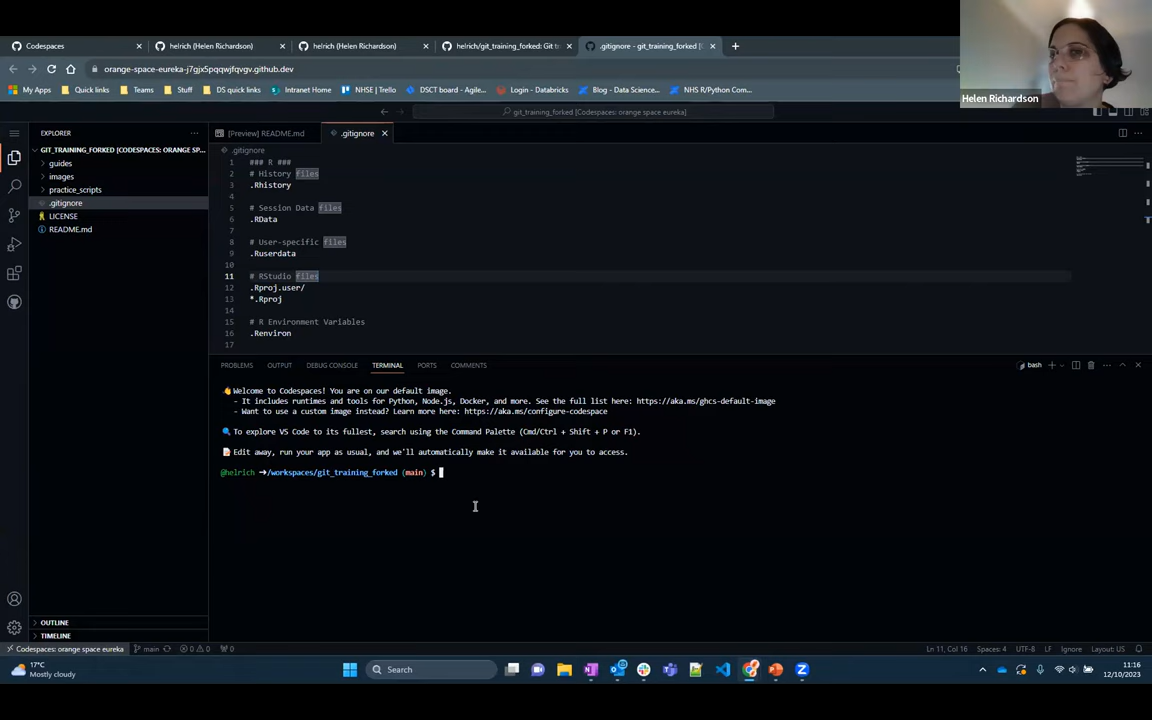 Codespaces
helrich (Helen Richardson)
helrich (Helen Richardson)
helrich/git_training_forked: Git t
.gitignore - git_training_forked [
orange-space-eureka-j7gjx5pqqwjfqvgv.github.dev
My Apps
Quick links
Teams
Stuff
DS quick links
Intranet Home
NHSE | Trello
DSCT board - Agile...
Login - Databricks
Blog - Data Science...
NHS R/Python Com...
Helen Richardson
git_training_forked [Codespaces: orange space eureka]
EXPLORER
GIT_TRAINING_FORKED [CODESPACES: ORANGE SP...
guides
images
practice_scripts
.gitignore
LICENSE
README.md
OUTLINE
TIMELINE
[Preview] README.md
.gitignore
.gitignore
1 ### R ###
2 # History files
3 .Rhistory
4
5 # Session Data files
6 .RData
7
8 # User-specific files
9 .Ruserdata
10
11 # RStudio files
12 .Rproj.user/
13 *.Rproj
14
15 # R Environment Variables
16 .Renviron
17
PROBLEMS OUTPUT DEBUG CONSOLE TERMINAL PORTS COMMENTS
bash
👋 Welcome to Codespaces! You are on our default image.
- It includes runtimes and tools for Python, Node.js, Docker, and more. See the full list here: https://aka.ms/ghcs-default-image
- Want to use a custom image instead? Learn more here: https://aka.ms/configure-codespace
🔍 To explore VS Code to its fullest, search using the Command Palette (Cmd/Ctrl + Shift + P or F1).
📝 Edit away, run your app as usual, and we'll automatically make it available for you to access.
@helrich ➜ /workspaces/git_training_forked (main) $
Codespaces: orange space eureka
main
0 0
0
Ln 11, Col 16
Spaces: 4
UTF-8
LF
Ignore
Layout: US
17°C
Mostly cloudy
Search
11:16
12/10/2023